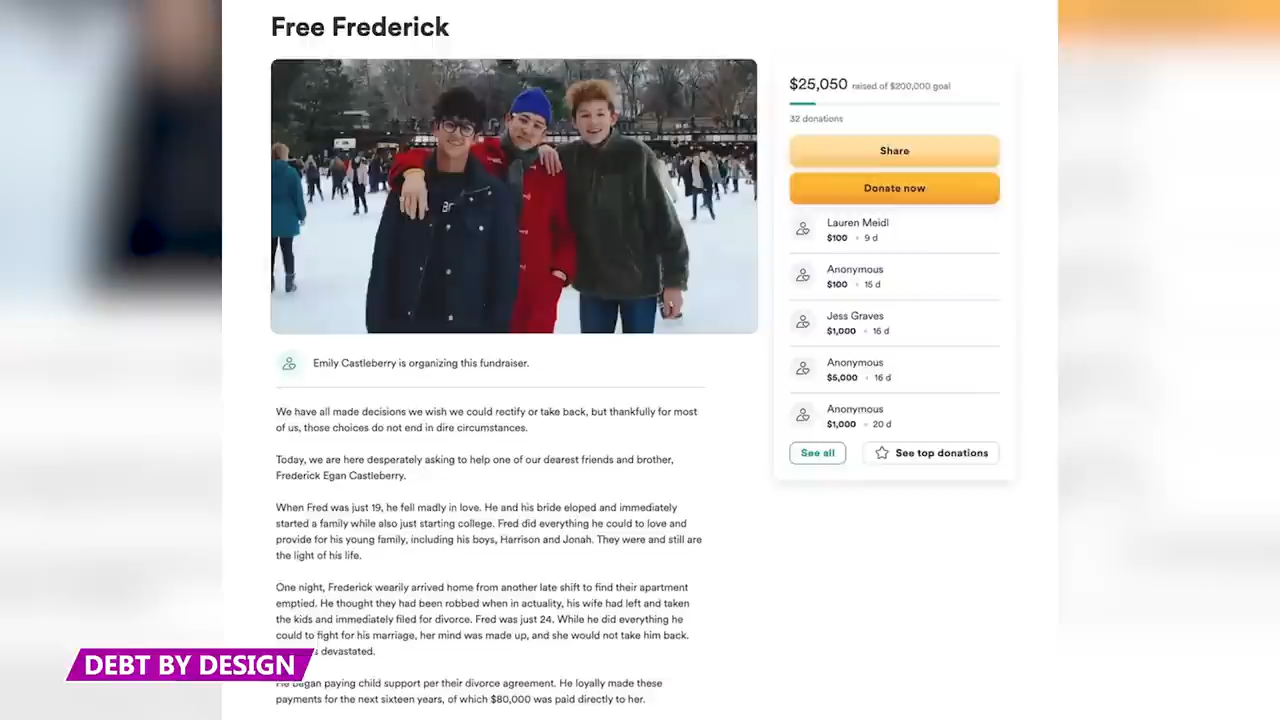 Free Frederick
Br
$25,050 raised of $200,000 goal
32 donations
Share
Donate now
Lauren Meidl
$100 • 9 d
Anonymous
$100 • 15 d
Jess Graves
$1,000 • 16 d
Anonymous
$5,000 • 16 d
Anonymous
$1,000 • 20 d
See all
See top donations
Emily Castleberry is organizing this fundraiser.
We have all made decisions we wish we could rectify or take back, but thankfully for most
of us, those choices do not end in dire circumstances.
Today, we are here desperately asking to help one of our dearest friends and brother,
Frederick Egan Castleberry.
When Fred was just 19, he fell madly in love. He and his bride eloped and immediately
started a family while also just starting college. Fred did everything he could to love and
provide for his young family, including his boys, Harrison and Jonah. They were and still are
the light of his life.
One night, Frederick wearily arrived home from another late shift to find their apartment
emptied. He thought they had been robbed when in actuality, his wife had left and taken
the kids and immediately filed for divorce. Fred was just 24. While he did everything he
could to fight for his marriage, her mind was made up, and she would not take him back.
devastated.
DEBT BY DESIGN
He began paying child support per their divorce agreement. He loyally made these
payments for the next sixteen years, of which $80,000 was paid directly to her.